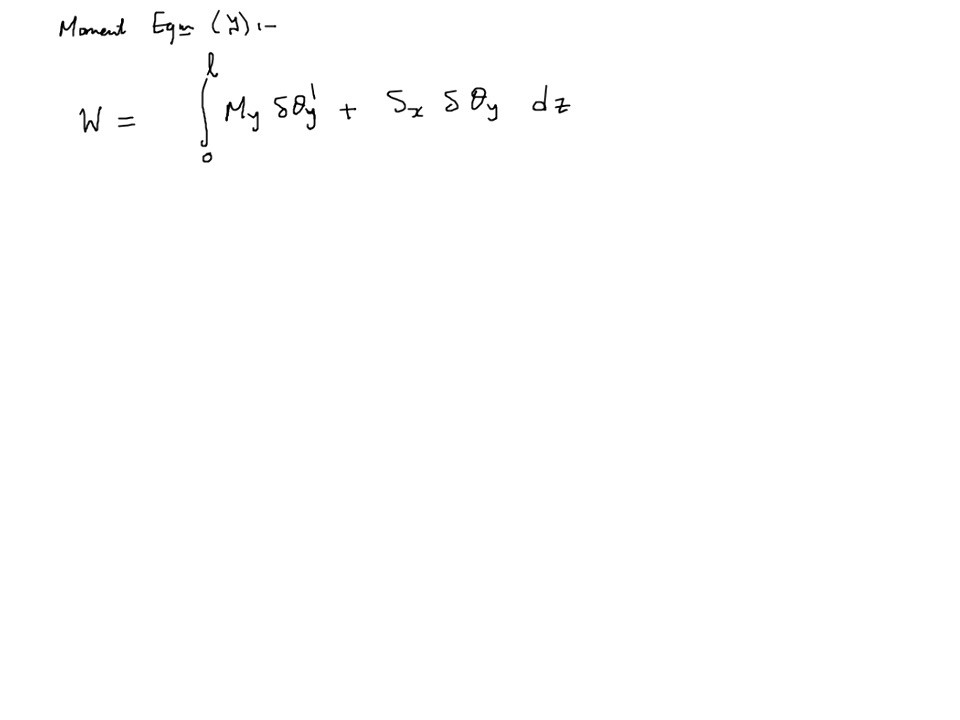 Moment Eqn (y) :-
W = ∫₀ˡ My δθy' + Sx δθy dz